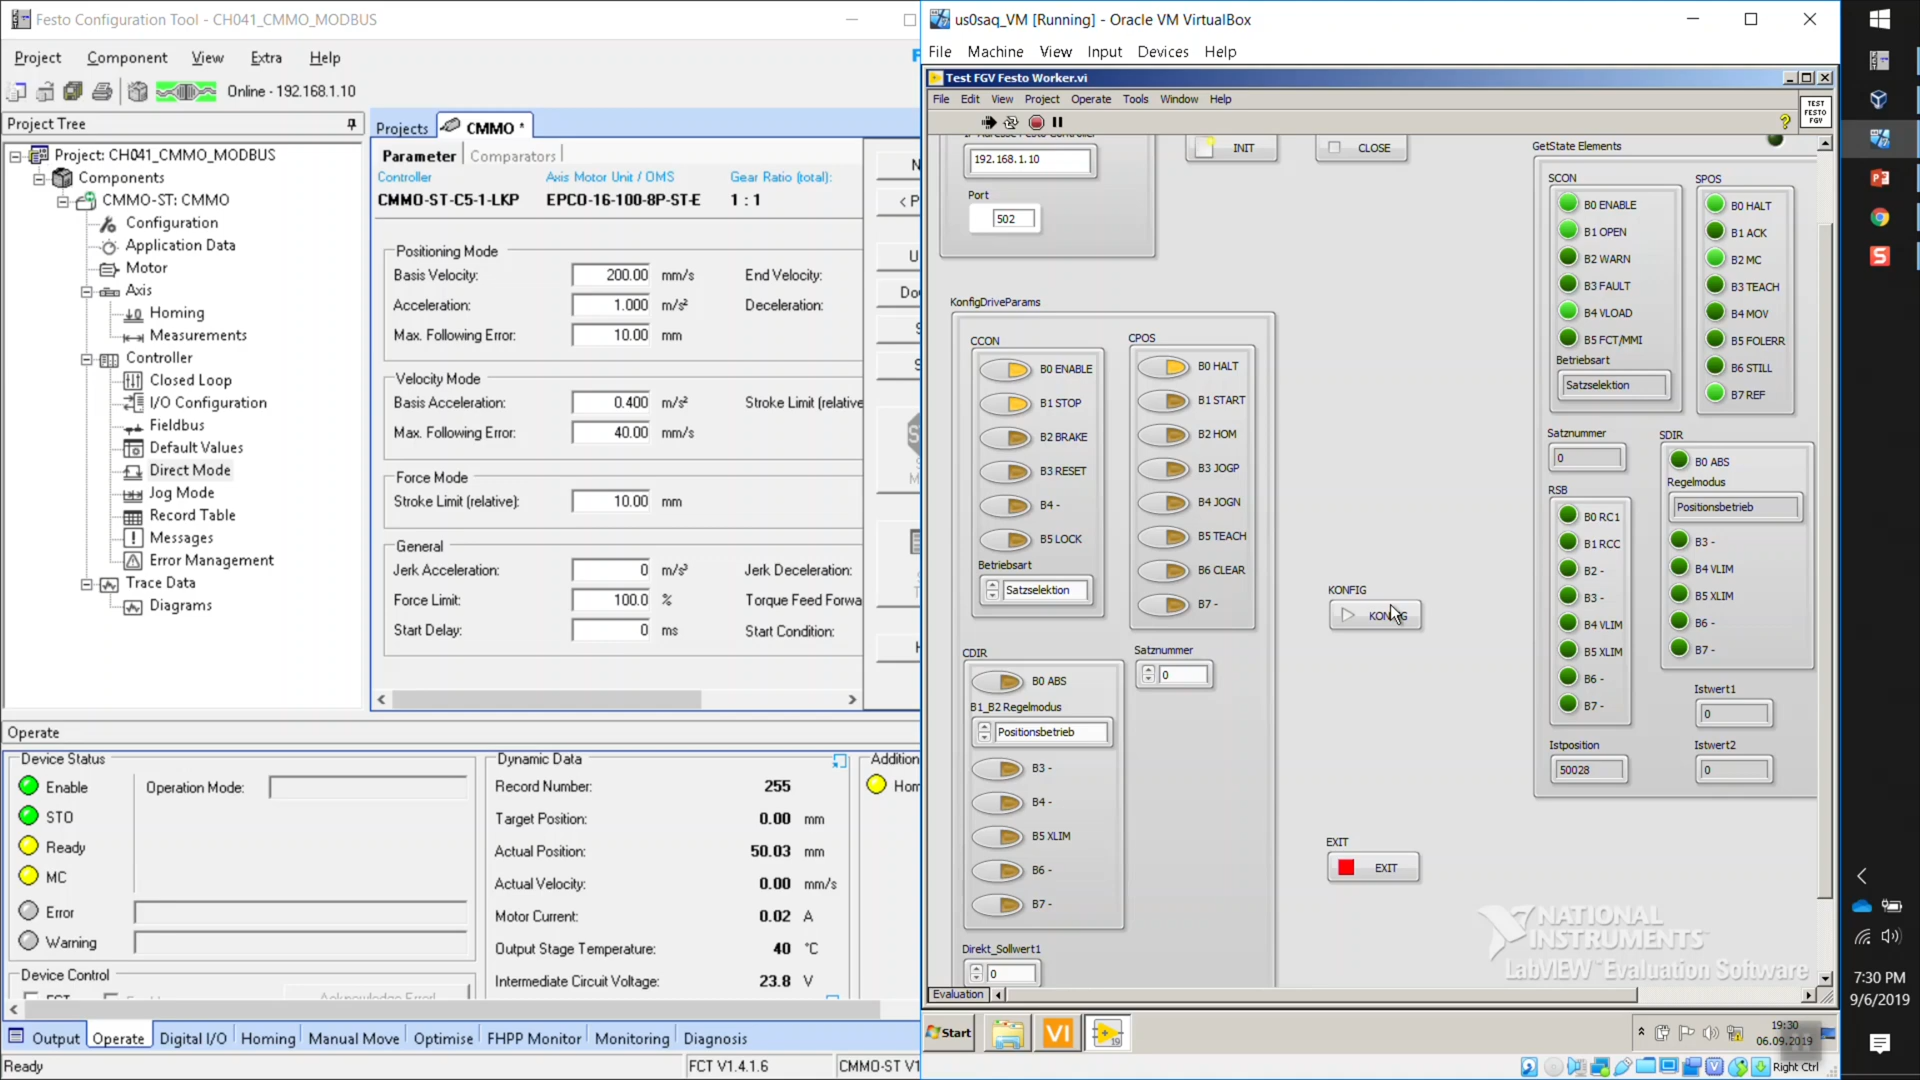 Festo Configuration Tool - CH041_CMMO_MODBUS
Project Component View Extra Help
Online - 192.168.1.10
Project Tree
Project: CH041_CMMO_MODBUS
Components
CMMO-ST: CMMO
Configuration
Application Data
Motor
Axis
Homing
Measurements
Controller
Closed Loop
I/O Configuration
Fieldbus
Default Values
Direct Mode
Jog Mode
Record Table
Messages
Error Management
Trace Data
Diagrams
Projects CMMO *
Parameter Comparators
Controller Axis Motor Unit / OMS Gear Ratio (total):
CMMO-ST-C5-1-LKP EPCO-16-100-8P-ST-E 1 : 1
Positioning Mode
Basis Velocity: 200.00 mm/s End Velocity:
Acceleration: 1.000 m/s² Deceleration:
Max. Following Error: 10.00 mm
Velocity Mode
Basis Acceleration: 0.400 m/s² Stroke Limit (relative
Max. Following Error: 40.00 mm/s
Force Mode
Stroke Limit (relative): 10.00 mm
General
Jerk Acceleration: 0 m/s³ Jerk Deceleration:
Force Limit: 100.0 % Torque Feed Forwa
Start Delay: 0 ms Start Condition:
Operate
Device Status
Enable
STO
Ready
MC
Error
Warning
Operation Mode:
Device Control
Dynamic Data
Record Number: 255
Target Position: 0.00 mm
Actual Position: 50.03 mm
Actual Velocity: 0.00 mm/s
Motor Current: 0.02 A
Output Stage Temperature: 40 °C
Intermediate Circuit Voltage: 23.8 V
Addition
Hom
Output Operate Digital I/O Homing Manual Move Optimise FHPP Monitor Monitoring Diagnosis
Ready FCT V1.4.1.6 CMMO-ST V1
us0saq_VM [Running] - Oracle VM VirtualBox
File Machine View Input Devices Help
Test FGV Festo Worker.vi
File Edit View Project Operate Tools Window Help
TEST
FESTO
FGV
192.168.1.10
Port
502
INIT
CLOSE
KonfigDriveParams
CCON
B0 ENABLE
B1 STOP
B2 BRAKE
B3 RESET
B4 -
B5 LOCK
Betriebsart
Satzselektion
CPOS
B0 HALT
B1 START
B2 HOM
B3 JOGP
B4 JOGN
B5 TEACH
B6 CLEAR
B7 -
CDIR
B0 ABS
B1_B2 Regelmodus
Positionsbetrieb
B3 -
B4 -
B5 XLIM
B6 -
B7 -
Satznummer
0
Direkt_Sollwert1
0
KONFIG
EXIT
EXIT
GetState Elements
SCON
B0 ENABLE
B1 OPEN
B2 WARN
B3 FAULT
B4 VLOAD
B5 FCT/MMI
Betriebsart
Satzselektion
SPOS
B0 HALT
B1 ACK
B2 MC
B3 TEACH
B4 MOV
B5 FOLERR
B6 STILL
B7 REF
Satznummer
0
RSB
B0 RC1
B1 RCC
B2 -
B3 -
B4 VLIM
B5 XLIM
B6 -
B7 -
SDIR
B0 ABS
Regelmodus
Positionsbetrieb
B3 -
B4 VLIM
B5 XLIM
B6 -
B7 -
Istwert1
0
Istposition
50028
Istwert2
0
NATIONAL
INSTRUMENTS
LabVIEW™ Evaluation Software
Evaluation
Start
VI
19:30
06.09.2019
Right Ctrl
7:30 PM
9/6/2019